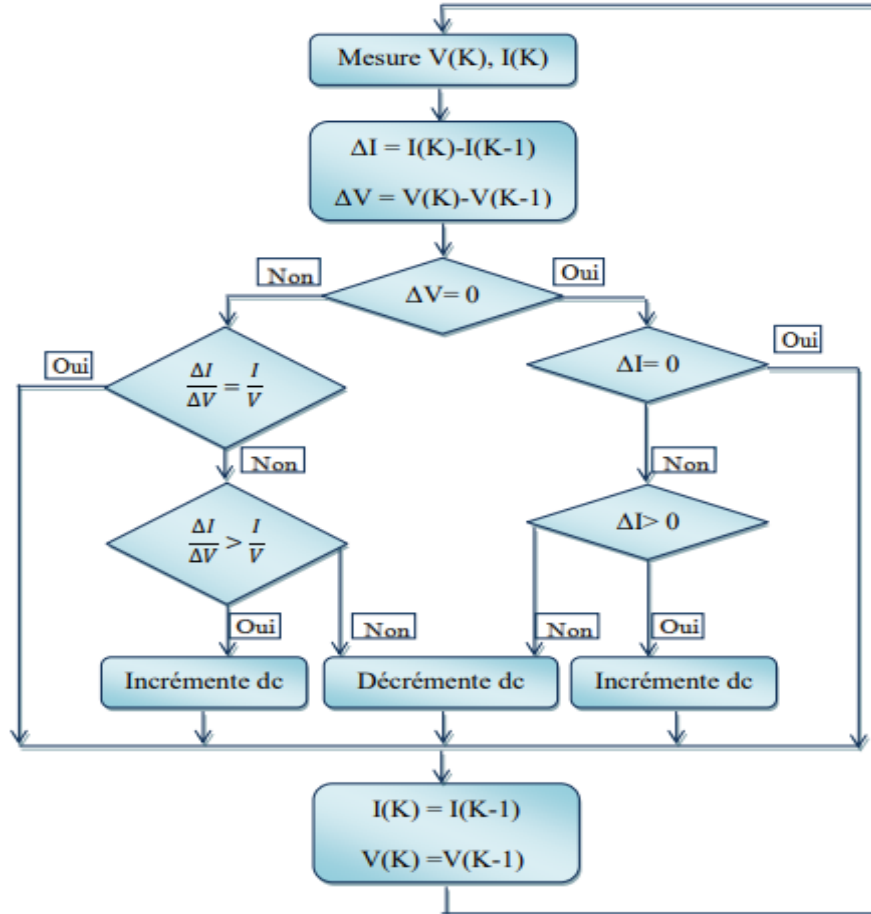 Mesure V(K), I(K)
ΔI = I(K)-I(K-1)
ΔV = V(K)-V(K-1)
Non
Oui
ΔV= 0
Oui
ΔI/ΔV = I/V
ΔI= 0
Oui
Non
Non
ΔI/ΔV > I/V
ΔI> 0
Oui
Non
Non
Oui
Incrémente dc
Décrémente dc
Incrémente dc
I(K) = I(K-1)
V(K) =V(K-1)